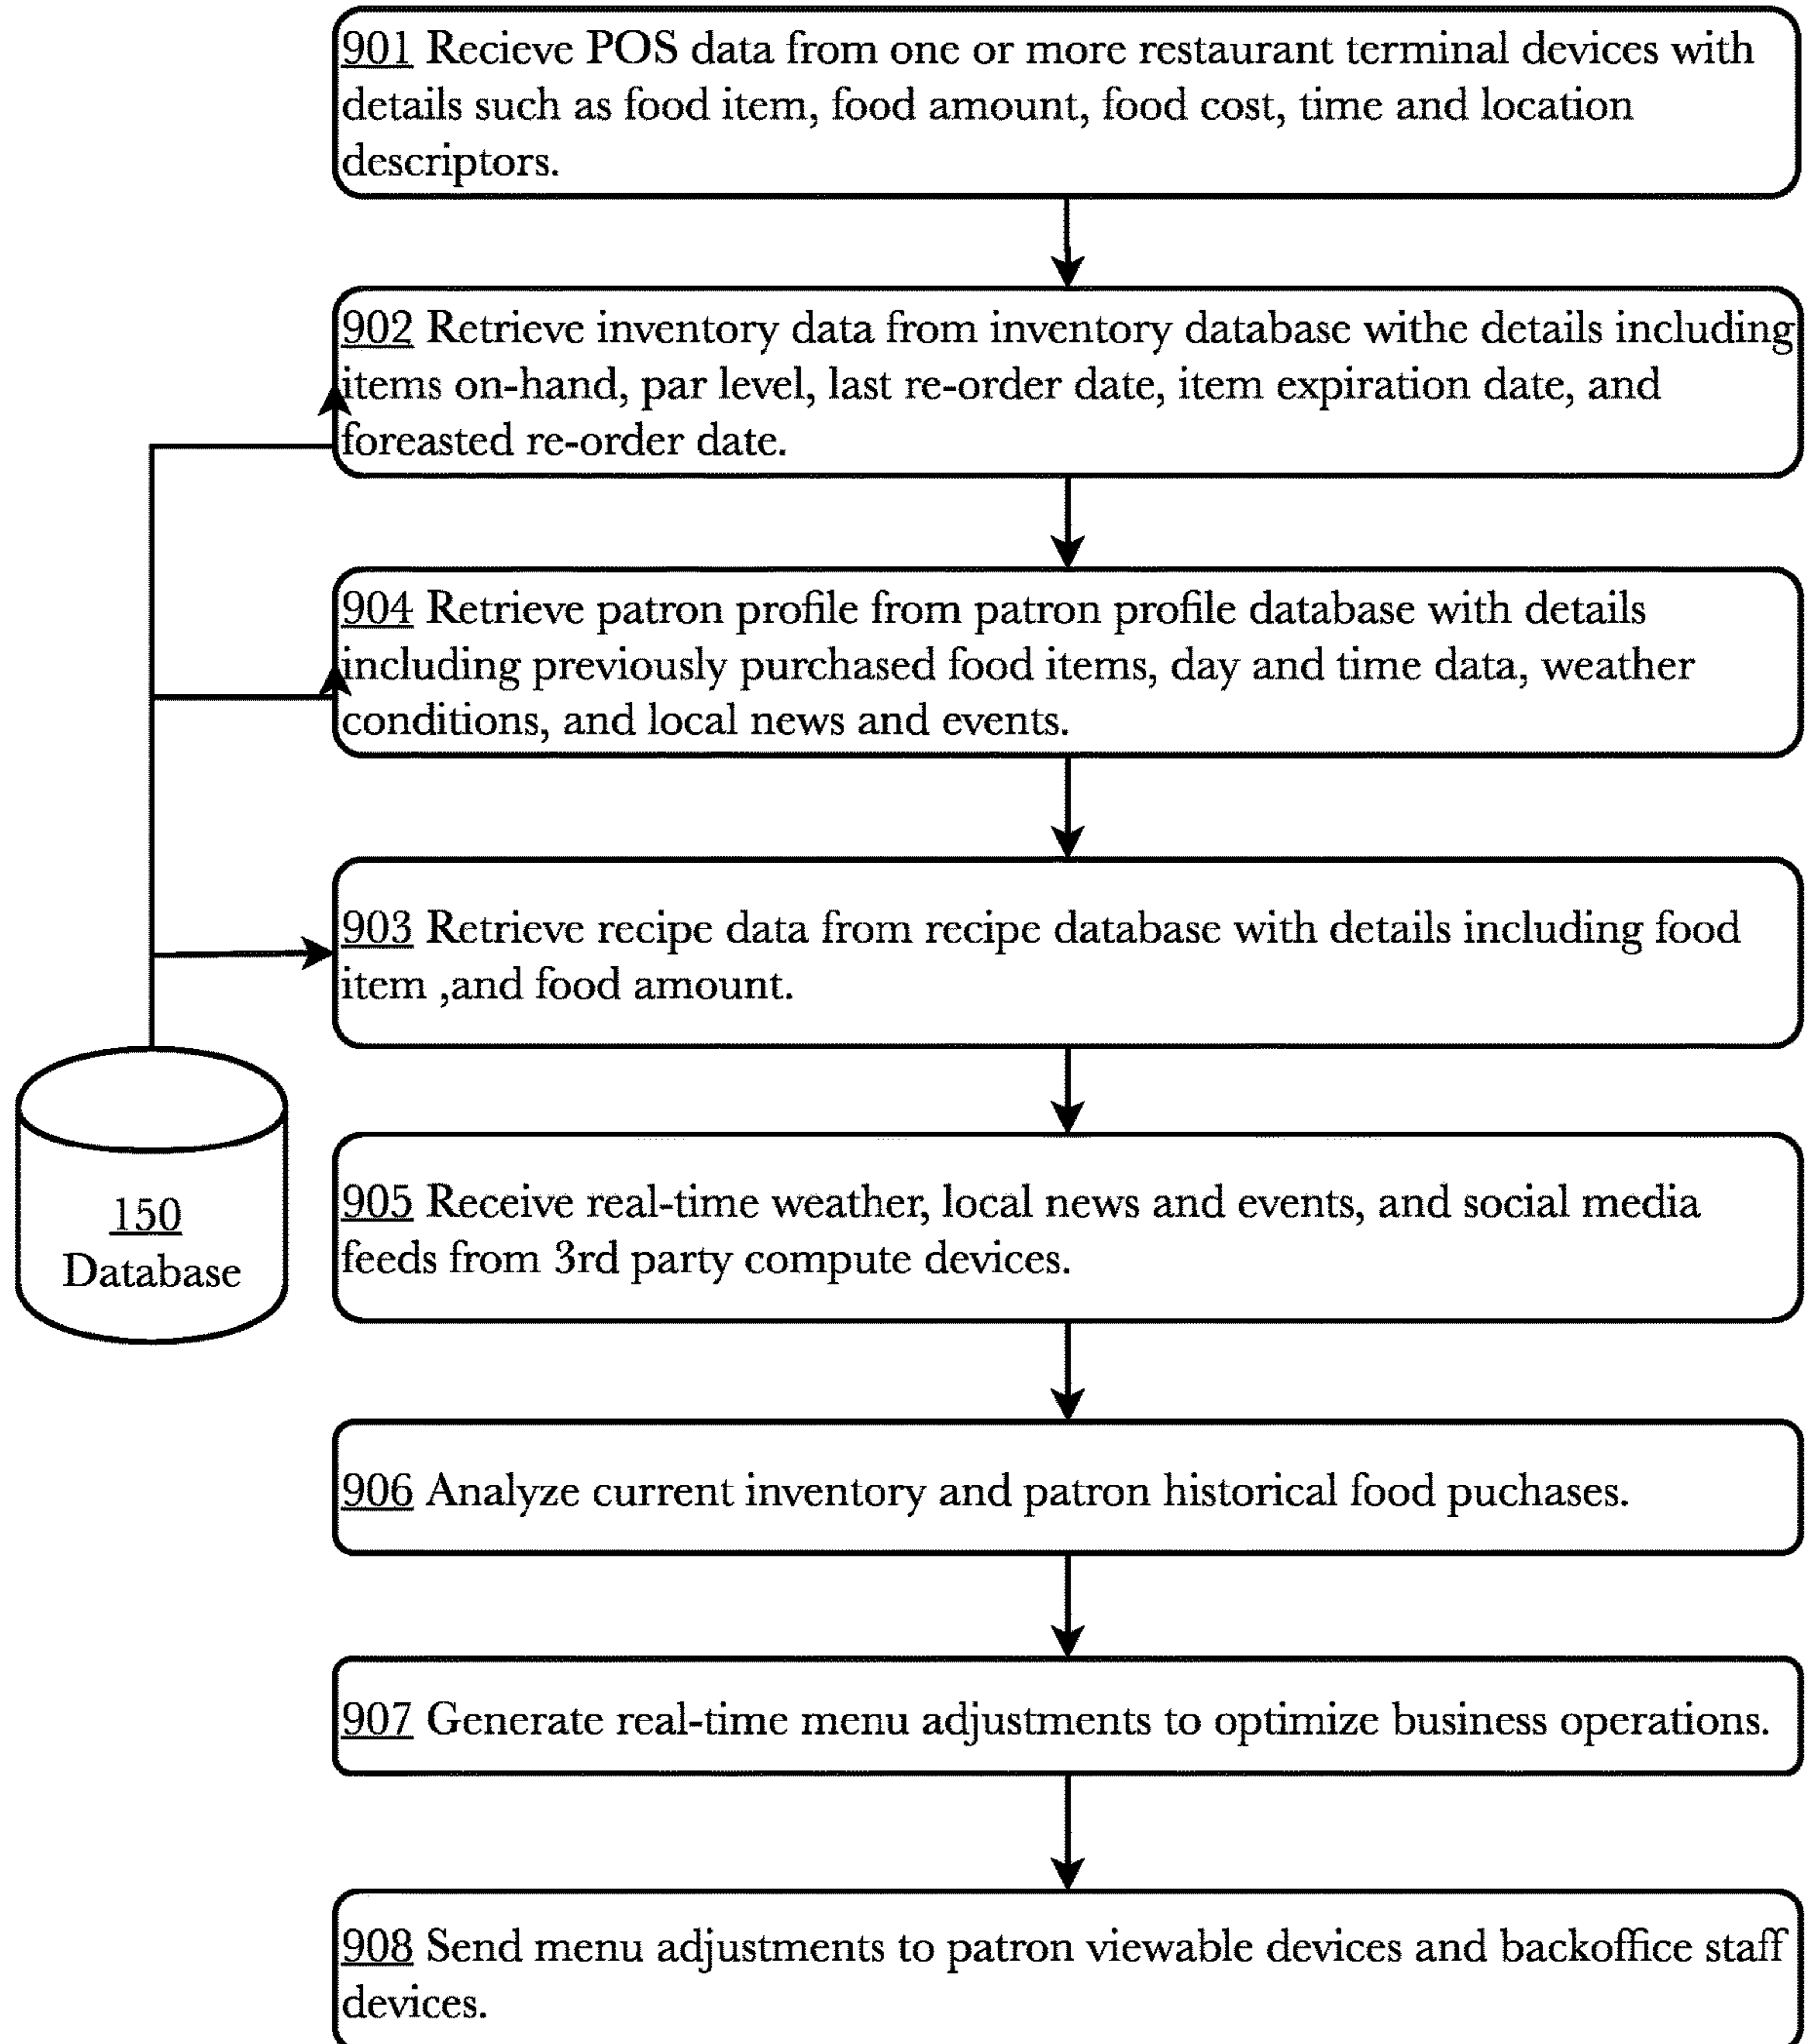 901 Recieve POS data from one or more restaurant terminal devices with
details such as food item, food amount, food cost, time and location
descriptors.
902 Retrieve inventory data from inventory database withe details including
items on-hand, par level, last re-order date, item expiration date, and
foreasted re-order date.
904 Retrieve patron profile from patron profile database with details
including previously purchased food items, day and time data, weather
conditions, and local news and events.
903 Retrieve recipe data from recipe database with details including food
item ,and food amount.
150
Database
905 Receive real-time weather, local news and events, and social media
feeds from 3rd party compute devices.
906 Analyze current inventory and patron historical food puchases.
907 Generate real-time menu adjustments to optimize business operations.
908 Send menu adjustments to patron viewable devices and backoffice staff
devices.